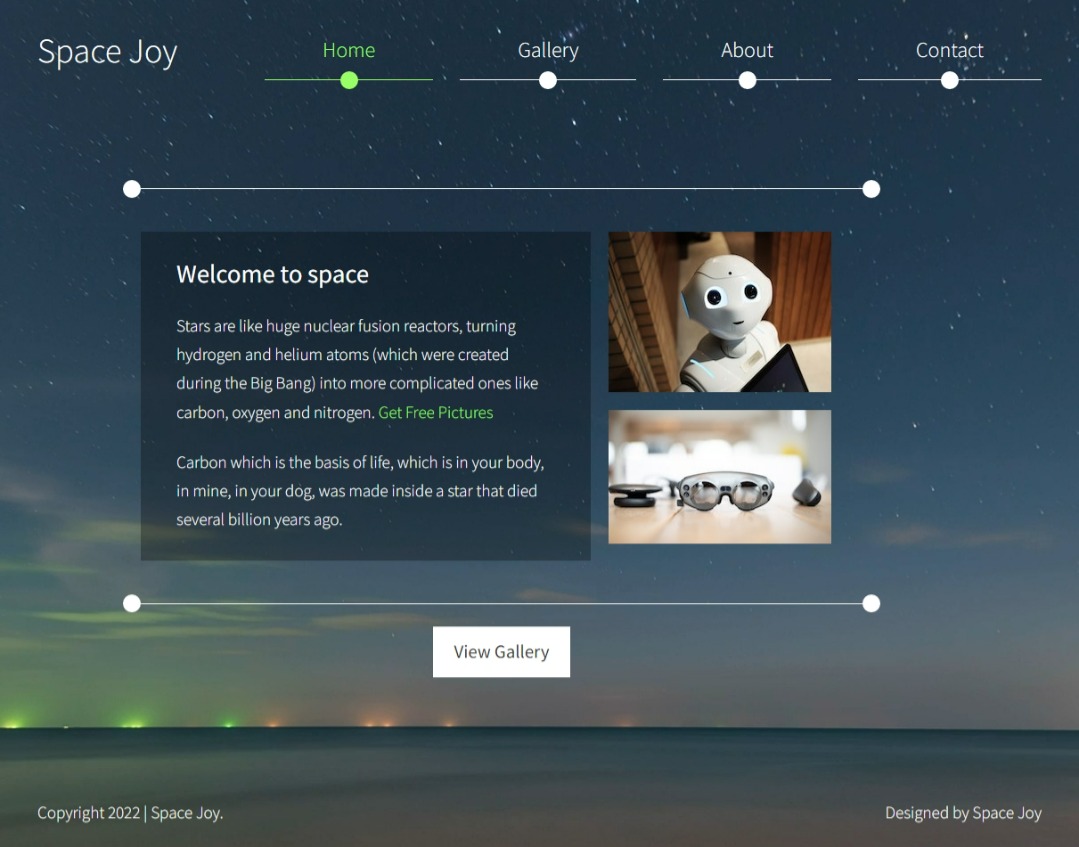 Space Joy
Home
Gallery
About
Contact
Welcome to space
Stars are like huge nuclear fusion reactors, turning
hydrogen and helium atoms (which were created
during the Big Bang) into more complicated ones like
carbon, oxygen and nitrogen. Get Free Pictures
Carbon which is the basis of life, which is in your body,
in mine, in your dog, was made inside a star that died
several billion years ago.
View Gallery
Copyright 2022 | Space Joy.
Designed by Space Joy